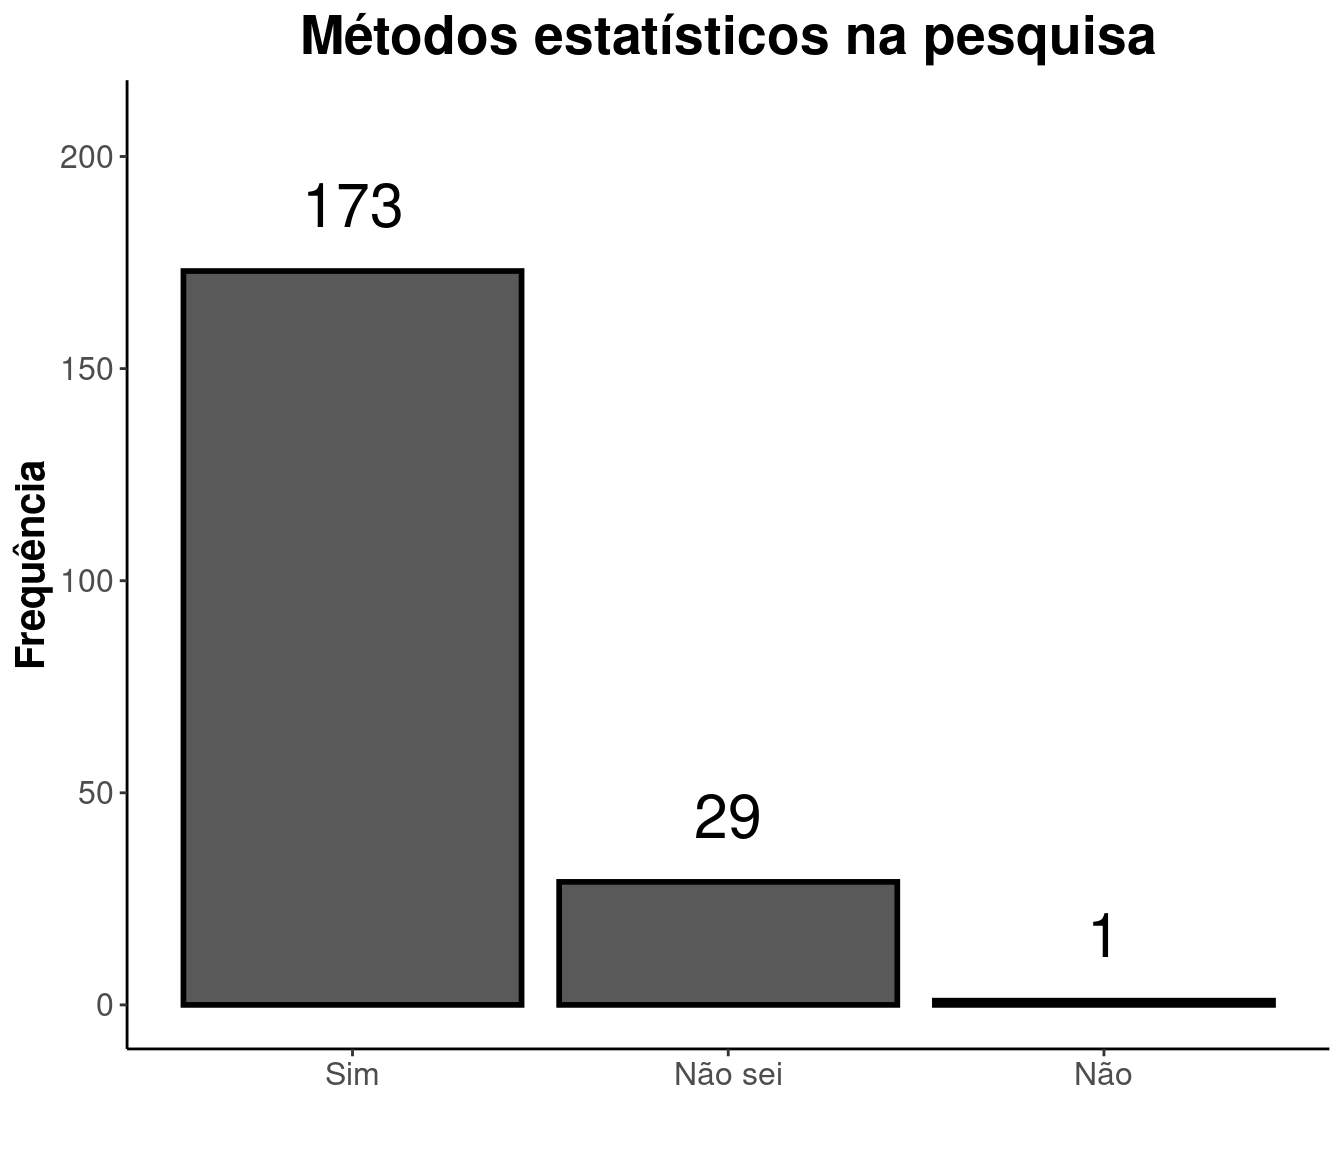 Métodos estatísticos na pesquisa
Frequência
200
150
100
50
0
173
29
1
Sim
Não sei
Não